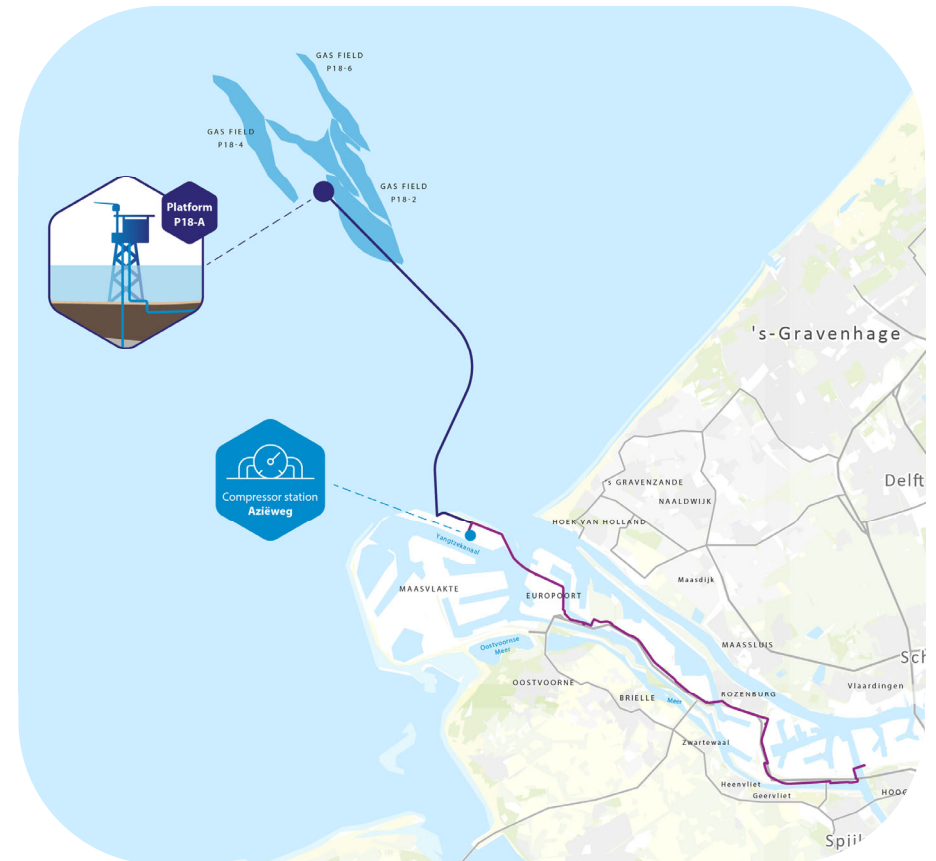 GAS FIELD
P18-6
GAS FIELD
P18-4
GAS FIELD
P18-2
Platform
P18-A
's-Gravenhage
Compressor station
Aziëweg
's GRAVENZANDE
NAALDWIJK
Delft
HOEK VAN HOLLAND
Yangtzekanaal
Maasdijk
MAASVLAKTE
EUROPOORT
Oostvoornse
Meer
MAASSLUIS
Sch
OOSTVOORNE
Vlaardingen
BRIELLE
Meer
ROZENBURG
Zwartewaal
Heenvliet
Geervliet
HOOG
Spijk